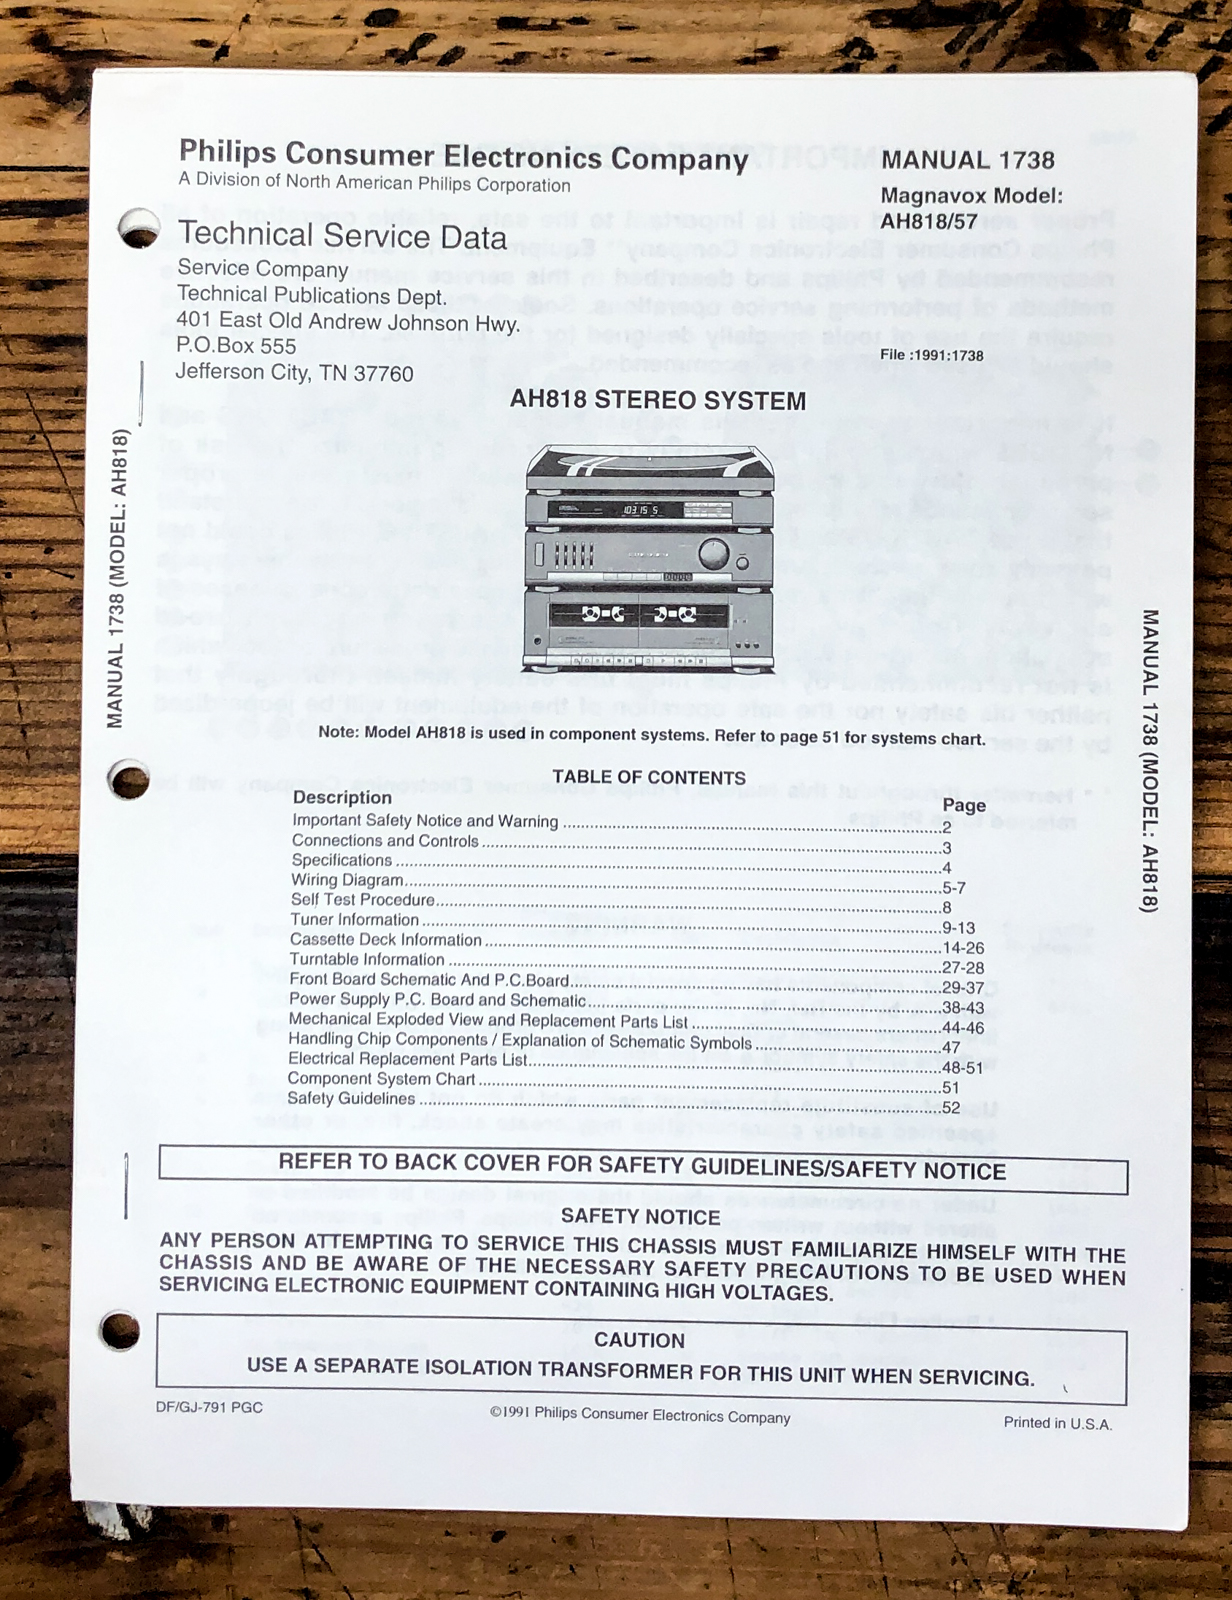 Philips Consumer Electronics Company
A Division of North American Philips Corporation
MANUAL 1738
Magnavox Model:
AH818/57
Technical Service Data
Service Company
Technical Publications Dept.
401 East Old Andrew Johnson Hwy.
P.O.Box 555
Jefferson City, TN 37760
File :1991:1738
MANUAL 1738 (MODEL: AH818)
AH818 STEREO SYSTEM
103 15 5
MANUAL 1738 (MODEL: AH818)
Note: Model AH818 is used in component systems. Refer to page 51 for systems chart.
TABLE OF CONTENTS
Description Page
Important Safety Notice and Warning 2
Connections and Controls 3
Specifications 4
Wiring Diagram 5-7
Self Test Procedure 8
Tuner Information 9-13
Cassette Deck Information 14-26
Turntable Information 27-28
Front Board Schematic And P.C.Board 29-37
Power Supply P.C. Board and Schematic 38-43
Mechanical Exploded View and Replacement Parts List 44-46
Handling Chip Components / Explanation of Schematic Symbols 47
Electrical Replacement Parts List 48-51
Component System Chart 51
Safety Guidelines 52
REFER TO BACK COVER FOR SAFETY GUIDELINES/SAFETY NOTICE
SAFETY NOTICE
ANY PERSON ATTEMPTING TO SERVICE THIS CHASSIS MUST FAMILIARIZE HIMSELF WITH THE
CHASSIS AND BE AWARE OF THE NECESSARY SAFETY PRECAUTIONS TO BE USED WHEN
SERVICING ELECTRONIC EQUIPMENT CONTAINING HIGH VOLTAGES.
CAUTION
USE A SEPARATE ISOLATION TRANSFORMER FOR THIS UNIT WHEN SERVICING.
DF/GJ-791 PGC
©1991 Philips Consumer Electronics Company
Printed in U.S.A.